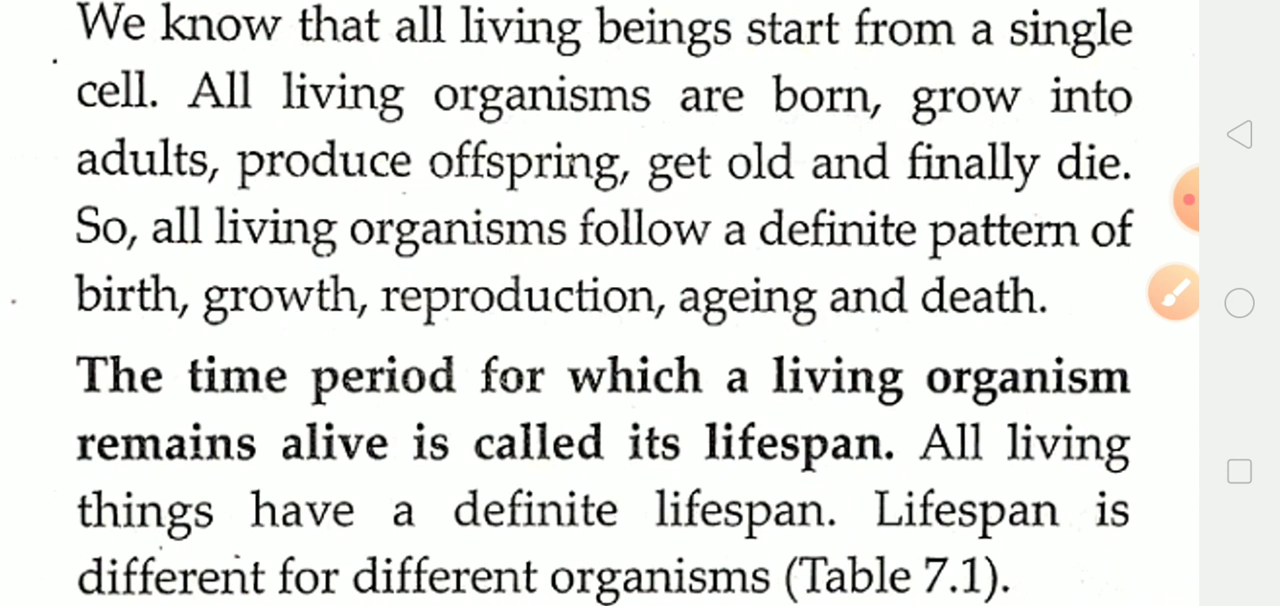 We know that all living beings start from a single
cell. All living organisms are born, grow into
adults, produce offspring, get old and finally die.
So, all living organisms follow a definite pattern of
birth, growth, reproduction, ageing and death.
The time period for which a living organism
remains alive is called its lifespan. All living
things have a definite lifespan. Lifespan is
different for different organisms (Table 7.1).